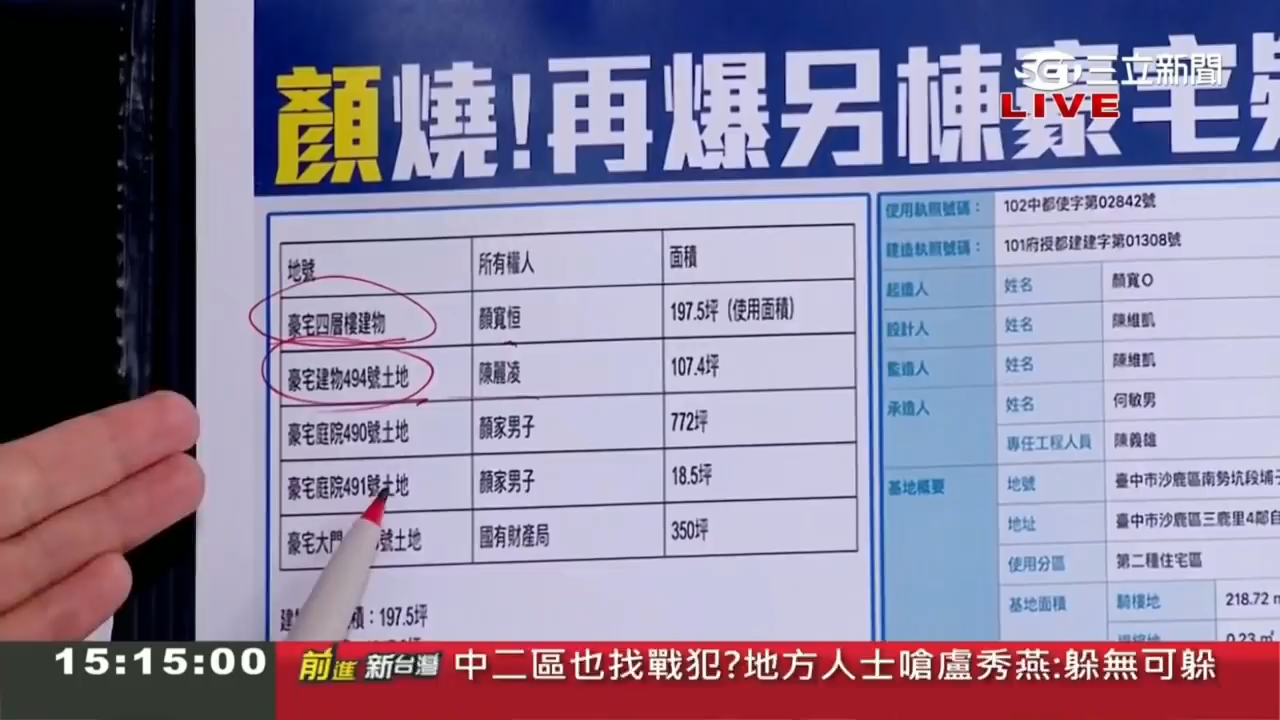 顏燒!再爆另棟豪宅
SET三立新聞
LIVE
地號 所有權人 面積
豪宅四層樓建物 顏寬恒 197.5坪 (使用面積)
豪宅建物494號土地 陳麗凌 107.4坪
豪宅庭院490號土地 顏家男子 772坪
豪宅庭院491號土地 顏家男子 18.5坪
豪宅大門 號土地 國有財產局 350坪
建 積：197.5坪
使用執照號碼： 102中都使字第02842號
建造執照號碼： 101府授都建建字第01308號
起造人 姓名 顏寬O
設計人 姓名 陳維凱
監造人 姓名 陳維凱
承造人 姓名 何敏男
專任工程人員 陳義雄
基地概要 地號 臺中市沙鹿區南勢坑段埔子
地址 臺中市沙鹿區三鹿里4鄰自
使用分區 第二種住宅區
基地面積 騎樓地 218.72
0.23 ㎡
15:15:00 前進新台灣 中二區也找戰犯?地方人士嗆盧秀燕:躲無可躲